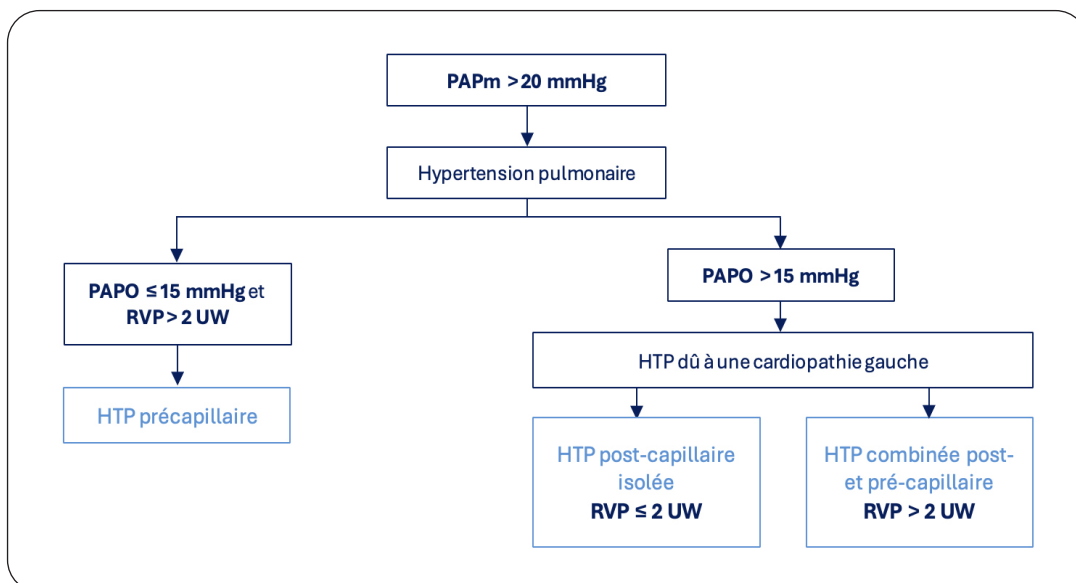 PAPm > 20 mmHg
Hypertension pulmonaire
PAPO ≤ 15 mmHg et
RVP > 2 UW
HTP précapillaire
PAPO > 15 mmHg
HTP dû à une cardiopathie gauche
HTP post-capillaire
isolée
RVP ≤ 2 UW
HTP combinée post-
et pré-capillaire
RVP > 2 UW